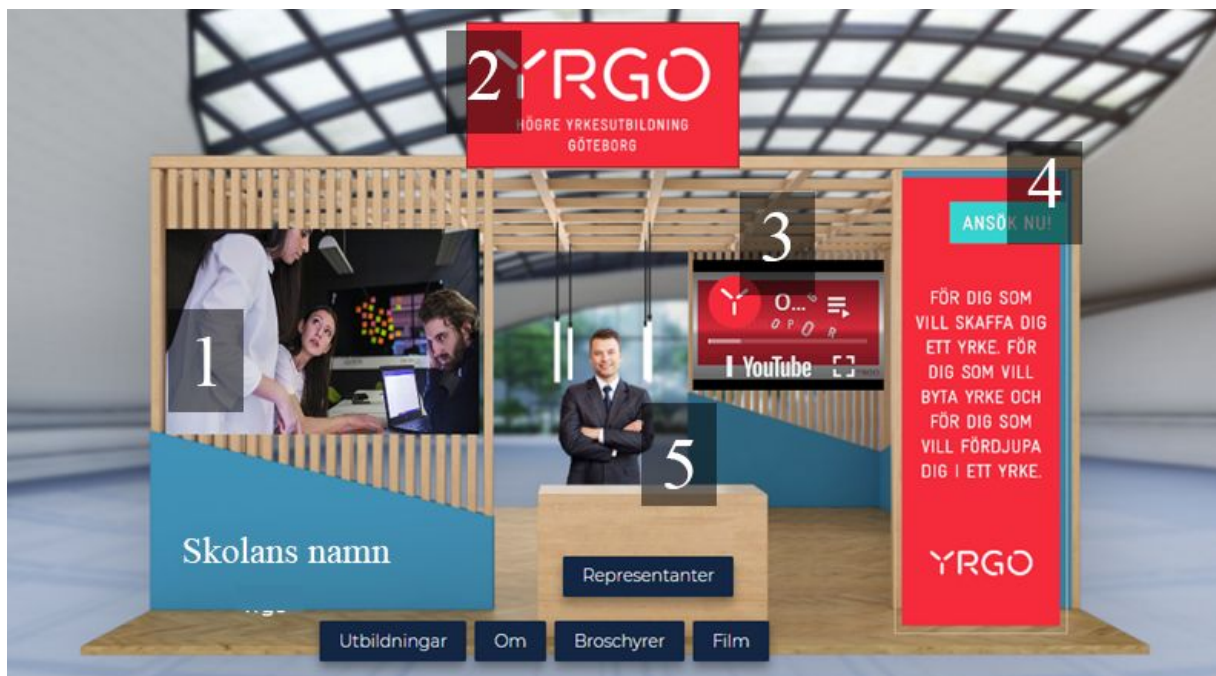 2
YRGO
HÖGRE YRKESUTBILDNING
GÖTEBORG
4
ANSÖK NU!
3
O...
G
O P O R
YouTube
1
5
FÖR DIG SOM
VILL SKAFFA DIG
ETT YRKE. FÖR
DIG SOM VILL
BYTA YRKE OCH
FÖR DIG SOM
VILL FÖRDJUPA
DIG I ETT YRKE.
YRGO
Skolans namn
Representanter
Utbildningar
Om
Broschyrer
Film